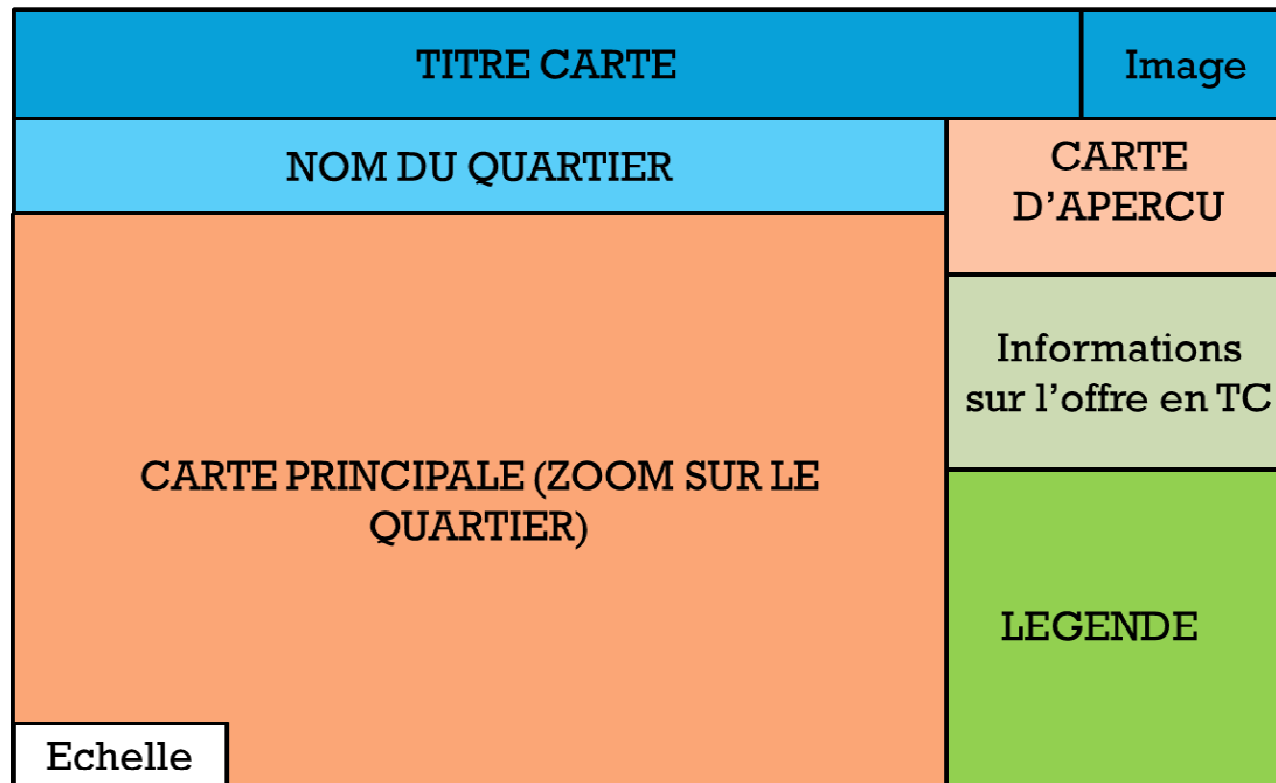 TITRE CARTE
Image
NOM DU QUARTIER
CARTE
D’APERCU
Informations
sur l’offre en TC
CARTE PRINCIPALE (ZOOM SUR LE
QUARTIER)
LEGENDE
Echelle